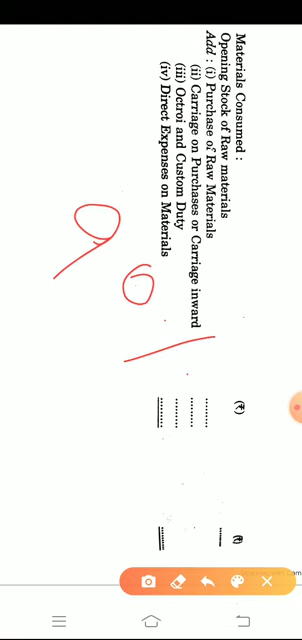 Materials Consumed :
(₹)
(₹)
Opening Stock of Raw materials
Add : (i) Purchase of Raw Materials
(ii) Carriage on Purchases or Carriage inward
(iii) Octroi and Custom Duty
(iv) Direct Expenses on Materials